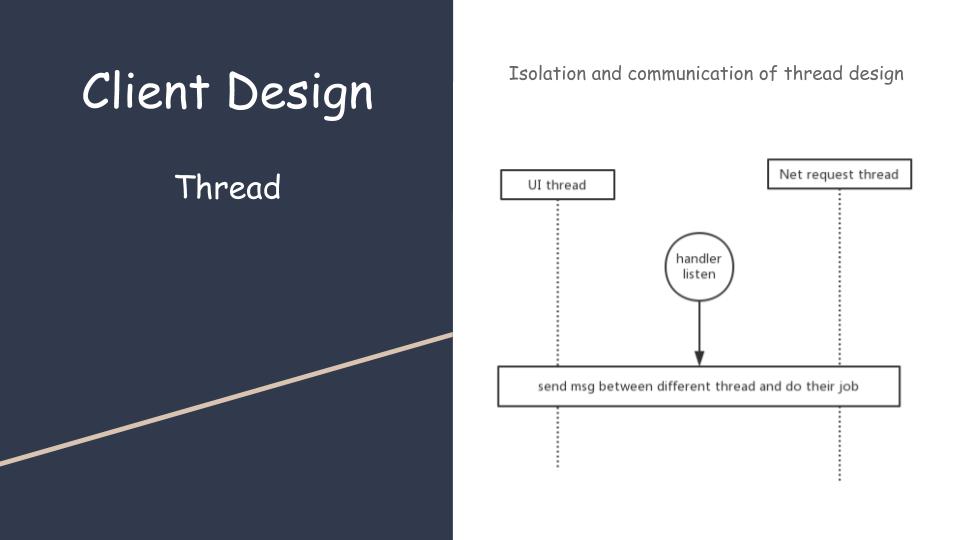 Client Design
Thread
Isolation and communication of thread design
UI thread
Net request thread
handler
listen
send msg between different thread and do their job